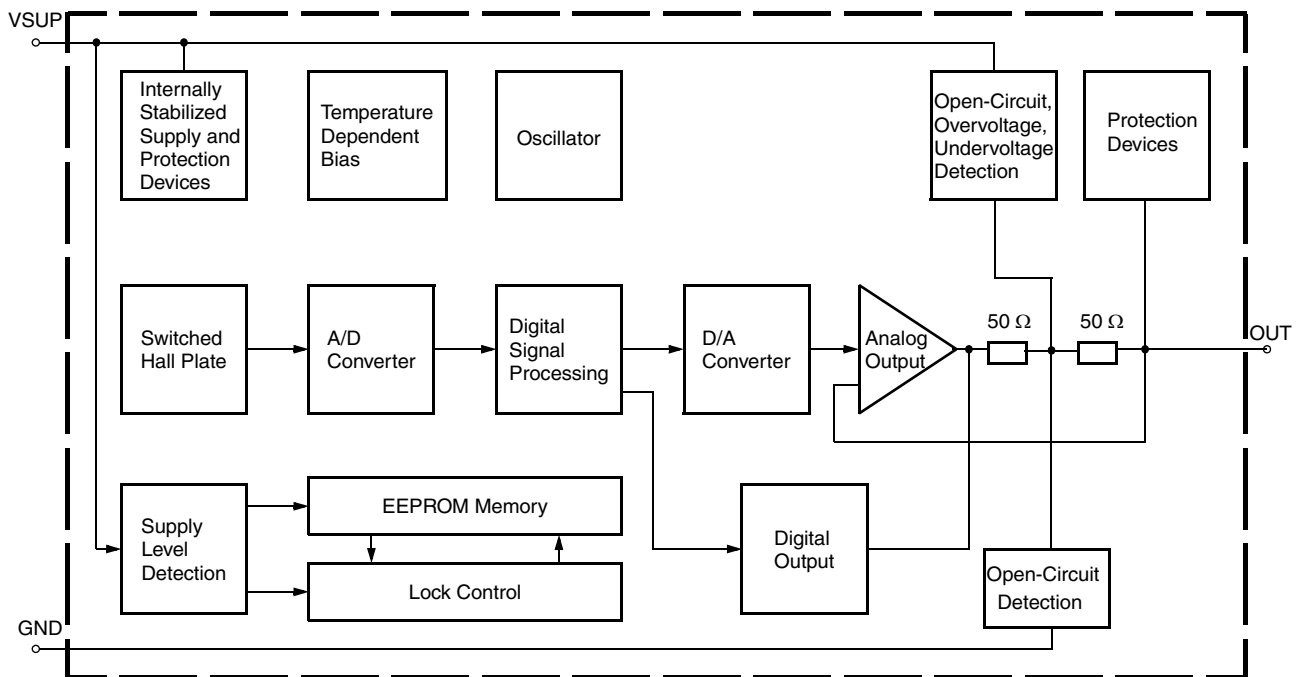 VSUP
Internally
Stabilized
Supply and
Protection
Devices
Temperature
Dependent
Bias
Oscillator
Open-Circuit,
Overvoltage,
Undervoltage
Detection
Protection
Devices
Switched
Hall Plate
A/D
Converter
Digital
Signal
Processing
D/A
Converter
Analog
Output
50 Ω
50 Ω
OUT
Supply
Level
Detection
EEPROM Memory
Lock Control
Digital
Output
Open-Circuit
Detection
GND